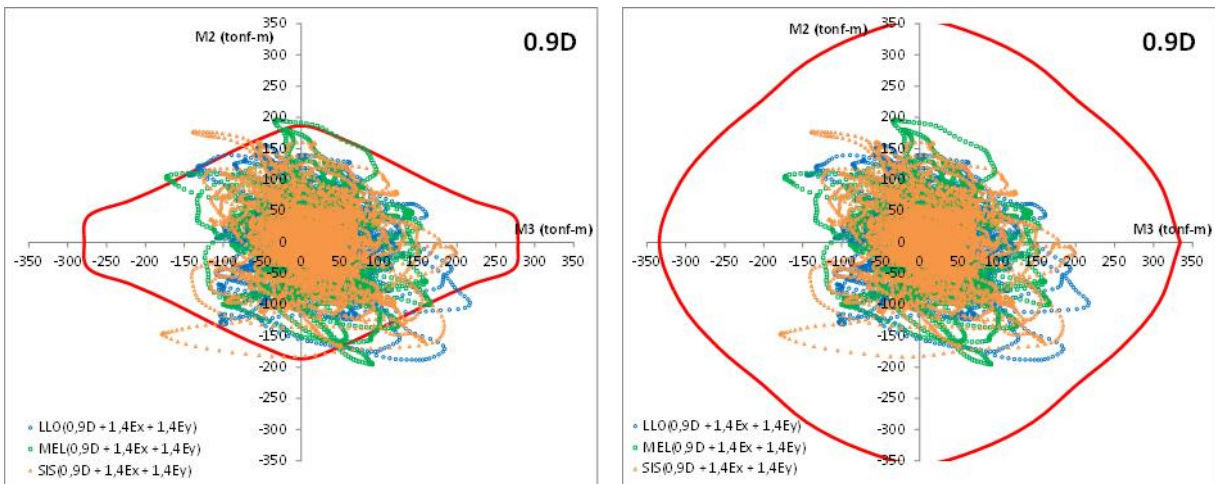 M2 (tonf-m)
0.9D
350
300
250
200
150
100
50
0
-50
-100
-150
-200
-250
-300
-350
-350 -300 -250 -200 -150 -100 -50 0 50 100 150 200 250 300 350
M3 (tonf-m)
LLO(0,9D + 1,4Ex + 1,4Ey)
MEL(0,9D + 1,4Ex + 1,4Ey)
SIS(0,9D + 1,4Ex + 1,4Ey)
M2 (tonf-m)
0.9D
350
300
250
200
150
100
50
0
-50
-100
-150
-200
-250
-300
-350
-350 -300 -250 -200 -150 -100 -50 0 50 100 150 200 250 300 350
M3 (tonf-m)
LLO(0,9D + 1,4Ex + 1,4Ey)
MEL(0,9D + 1,4Ex + 1,4Ey)
SIS(0,9D + 1,4Ex + 1,4Ey)